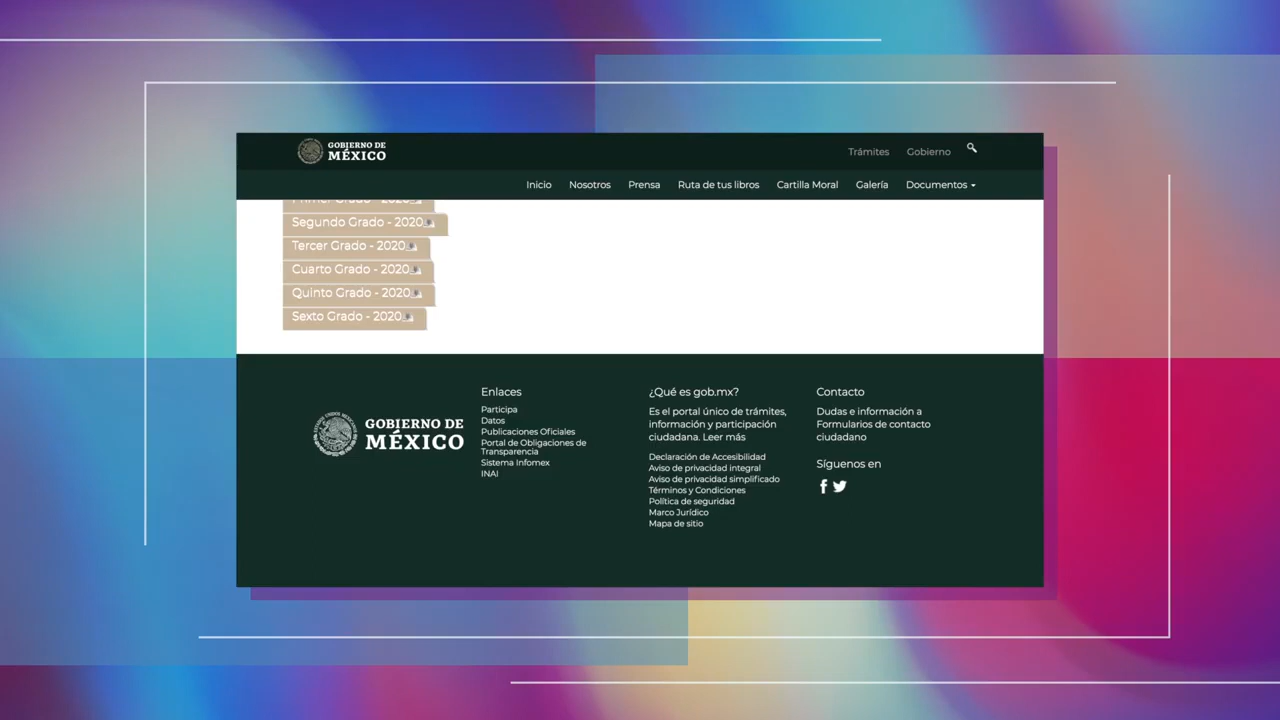 GOBIERNO DE
MÉXICO
Trámites
Gobierno
Inicio
Nosotros
Prensa
Ruta de tus libros
Cartilla Moral
Galería
Documentos
Primer Grado - 2020
Segundo Grado - 2020
Tercer Grado - 2020
Cuarto Grado - 2020
Quinto Grado - 2020
Sexto Grado - 2020
GOBIERNO DE
MÉXICO
Enlaces
Participa
Datos
Publicaciones Oficiales
Portal de Obligaciones de
Transparencia
Sistema Infomex
INAI
¿Qué es gob.mx?
Es el portal único de trámites,
información y participación
ciudadana. Leer más
Declaración de Accesibilidad
Aviso de privacidad integral
Aviso de privacidad simplificado
Términos y Condiciones
Política de seguridad
Marco Jurídico
Mapa de sitio
Contacto
Dudas e información a
Formularios de contacto
ciudadano
Síguenos en